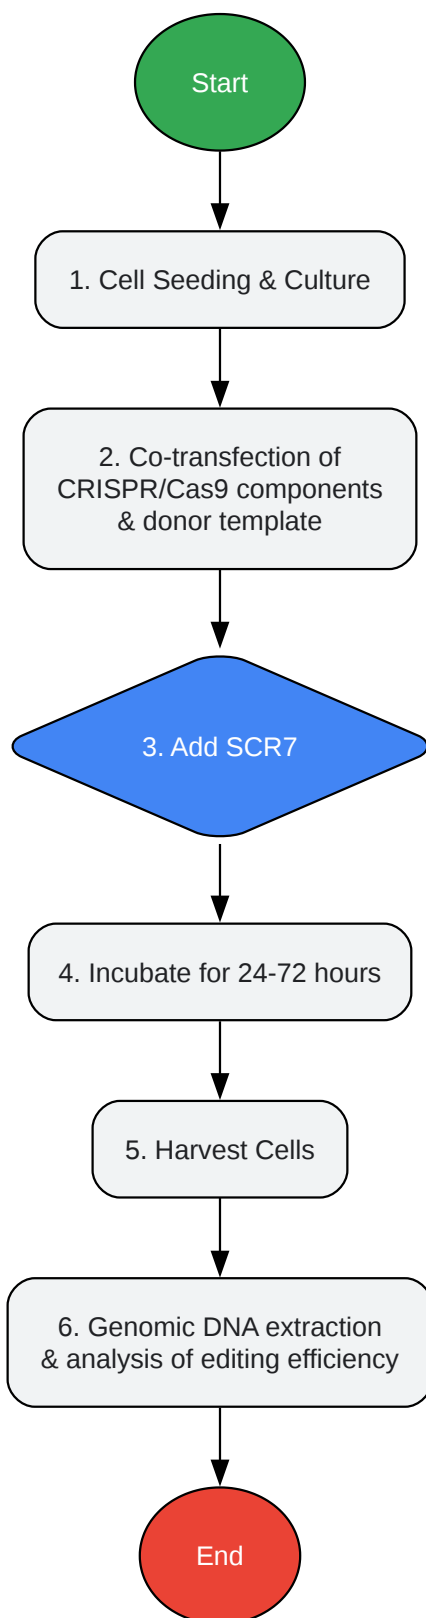 Start
1. Cell Seeding & Culture
2. Co-transfection of
CRISPR/Cas9 components
& donor template
3. Add SCR7
4. Incubate for 24-72 hours
5. Harvest Cells
6. Genomic DNA extraction
& analysis of editing efficiency
End